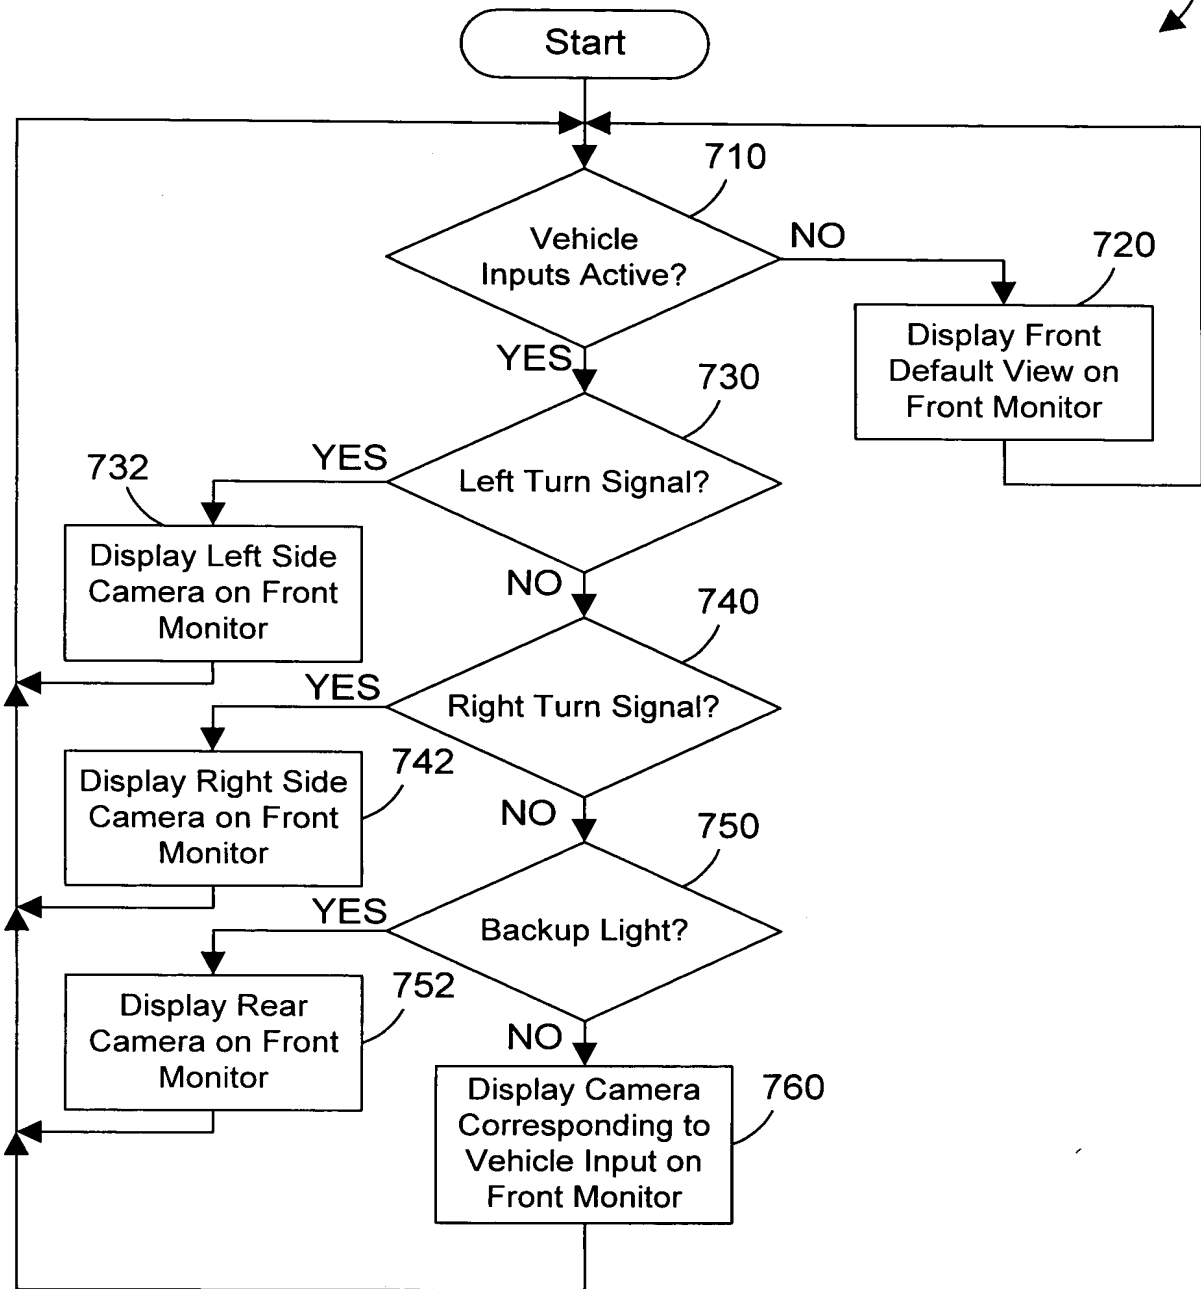 Start
710
Vehicle
Inputs Active?
NO
720
Display Front
Default View on
Front Monitor
YES
730
Left Turn Signal?
YES
732
Display Left Side
Camera on Front
Monitor
NO
740
Right Turn Signal?
YES
742
Display Right Side
Camera on Front
Monitor
NO
750
Backup Light?
YES
752
Display Rear
Camera on Front
Monitor
NO
760
Display Camera
Corresponding to
Vehicle Input on
Front Monitor